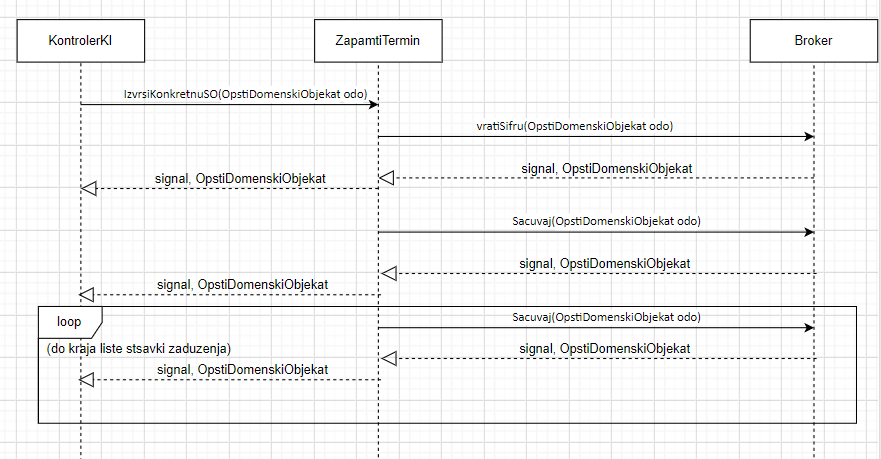 KontrolerKI
ZapamtiTermin
Broker
IzvrsiKonkretnuSO(OpstiDomenskiObjekat odo)
vratiSifru(OpstiDomenskiObjekat odo)
signal, OpstiDomenskiObjekat
signal, OpstiDomenskiObjekat
Sacuvaj(OpstiDomenskiObjekat odo)
signal, OpstiDomenskiObjekat
signal, OpstiDomenskiObjekat
loop
Sacuvaj(OpstiDomenskiObjekat odo)
(do kraja liste stsavki zaduzenja)
signal, OpstiDomenskiObjekat
signal, OpstiDomenskiObjekat